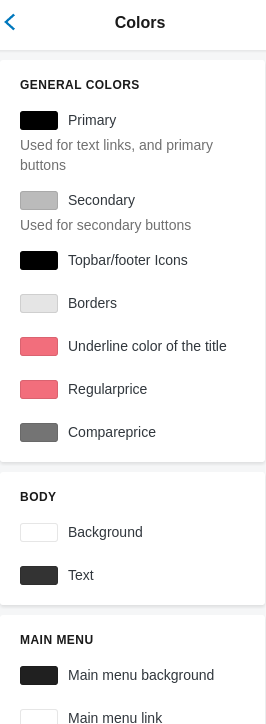 Colors
GENERAL COLORS
Primary
Used for text links, and primary
buttons
Secondary
Used for secondary buttons
Topbar/footer Icons
Borders
Underline color of the title
Regularprice
Compareprice
BODY
Background
Text
MAIN MENU
Main menu background
Main menu link